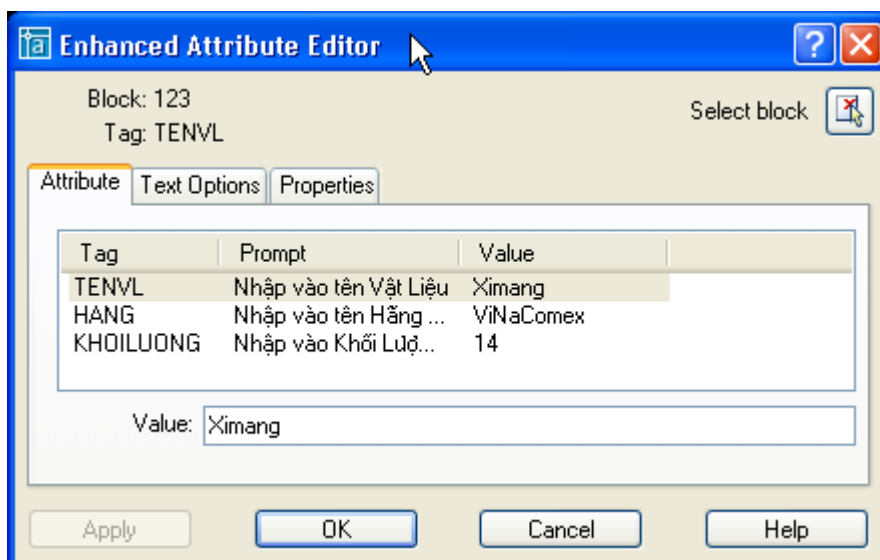 Enhanced Attribute Editor
Block: 123
Tag: TENVL
Select block
Attribute Text Options Properties
Tag Prompt Value
TENVL Nhập vào tên Vật Liệu Ximang
HANG Nhập vào tên Hãng ... ViNaComex
KHOILUONG Nhập vào Khối Lượ... 14
Value: Ximang
Apply OK Cancel Help